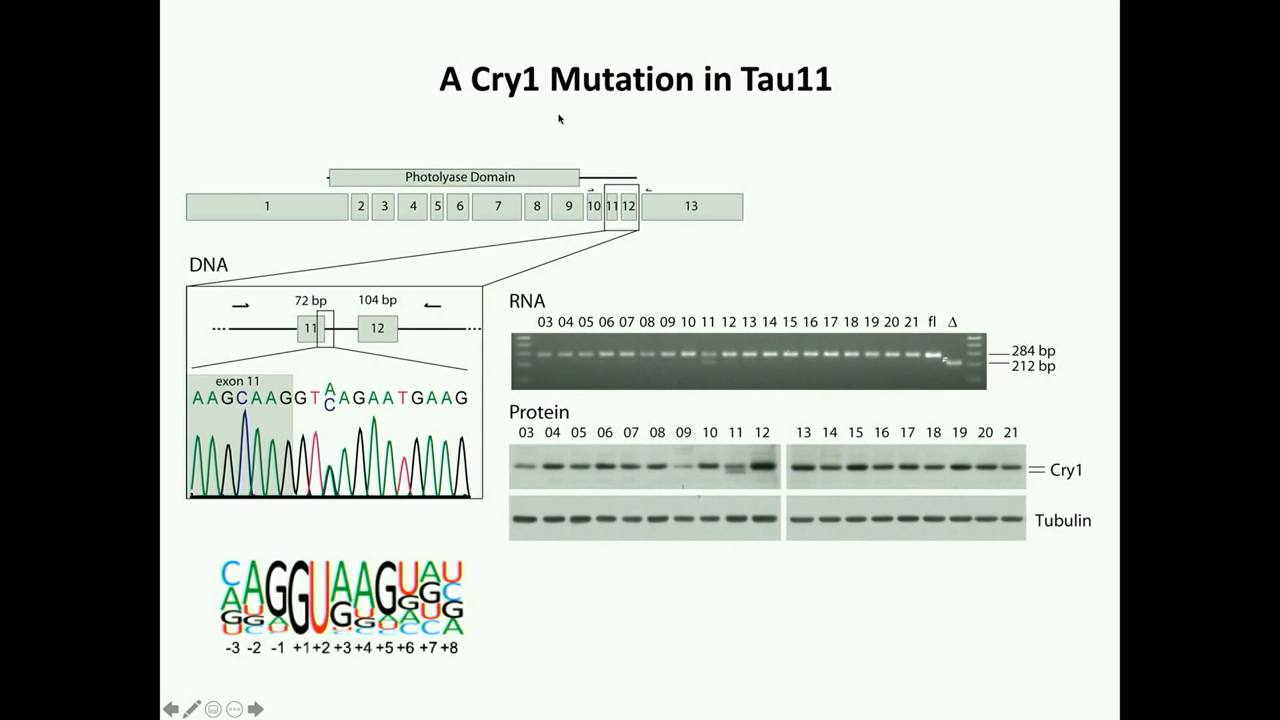 A Cry1 Mutation in Tau11
Photolyase Domain
1 2 3 4 5 6 7 8 9 10 11 12 13
DNA
72 bp 104 bp
11 12
exon 11
AAGCAAGGT A AGAATGAAG
C
RNA
03 04 05 06 07 08 09 10 11 12 13 14 15 16 17 18 19 20 21 fl Δ
284 bp
212 bp
Protein
03 04 05 06 07 08 09 10 11 12 13 14 15 16 17 18 19 20 21
Cry1
Tubulin
CAGGUAAGUAU
-3 -2 -1 +1 +2 +3 +4 +5 +6 +7 +8